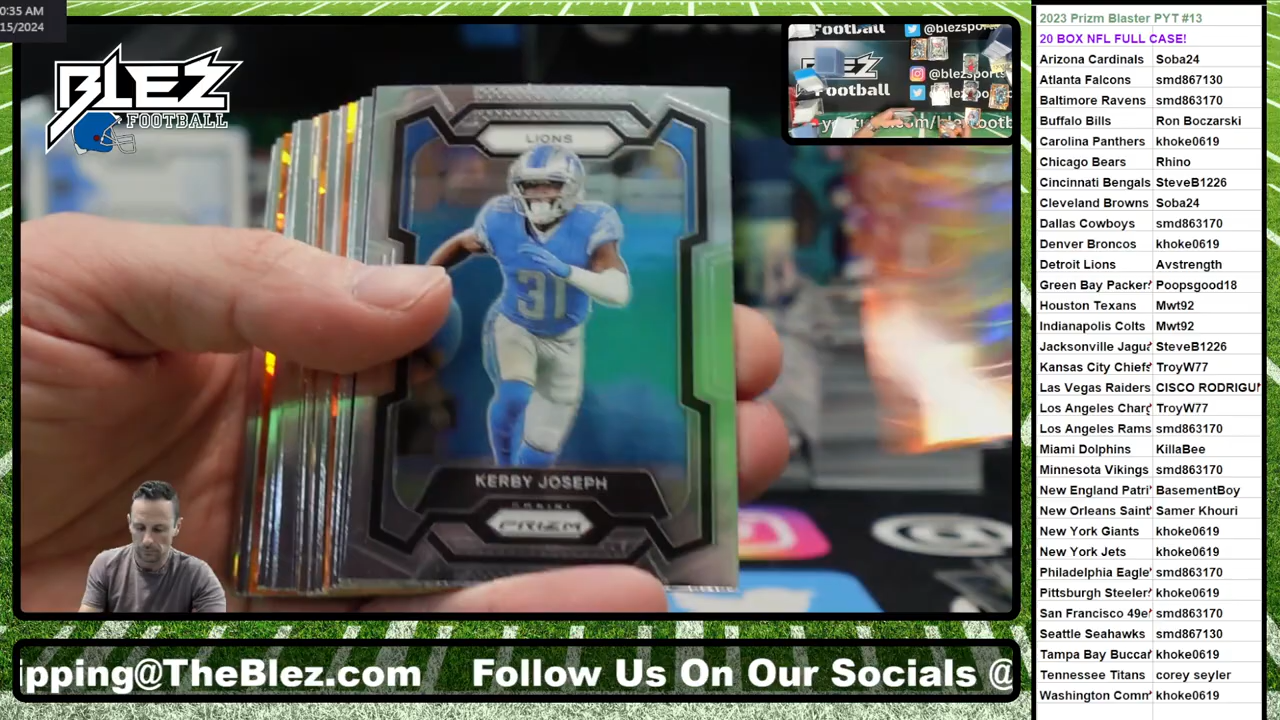 0:35 AM
15/2024
BLEZ
FOOTBALL
LIONS
31
KERBY JOSEPH
PANINI
PRIZM
Football
@blezspor
@blezsports
Football
ipping@TheBlez.com Follow Us On Our Socials @
2023 Prizm Blaster PYT #13
20 BOX NFL FULL CASE!
Arizona Cardinals Soba24
Atlanta Falcons smd867130
Baltimore Ravens smd863170
Buffalo Bills Ron Boczarski
Carolina Panthers khoke0619
Chicago Bears Rhino
Cincinnati Bengals SteveB1226
Cleveland Browns Soba24
Dallas Cowboys smd863170
Denver Broncos khoke0619
Detroit Lions Avstrength
Green Bay Packer Poopsgood18
Houston Texans Mwt92
Indianapolis Colts Mwt92
Jacksonville Jagua SteveB1226
Kansas City Chiefs TroyW77
Las Vegas Raiders CISCO RODRIGU
Los Angeles Charg TroyW77
Los Angeles Rams smd863170
Miami Dolphins KillaBee
Minnesota Vikings smd863170
New England Patri BasementBoy
New Orleans Saint Samer Khouri
New York Giants khoke0619
New York Jets khoke0619
Philadelphia Eagle smd863170
Pittsburgh Steeler khoke0619
San Francisco 49e smd863170
Seattle Seahawks smd867130
Tampa Bay Buccan khoke0619
Tennessee Titans corey seyler
Washington Comm khoke0619